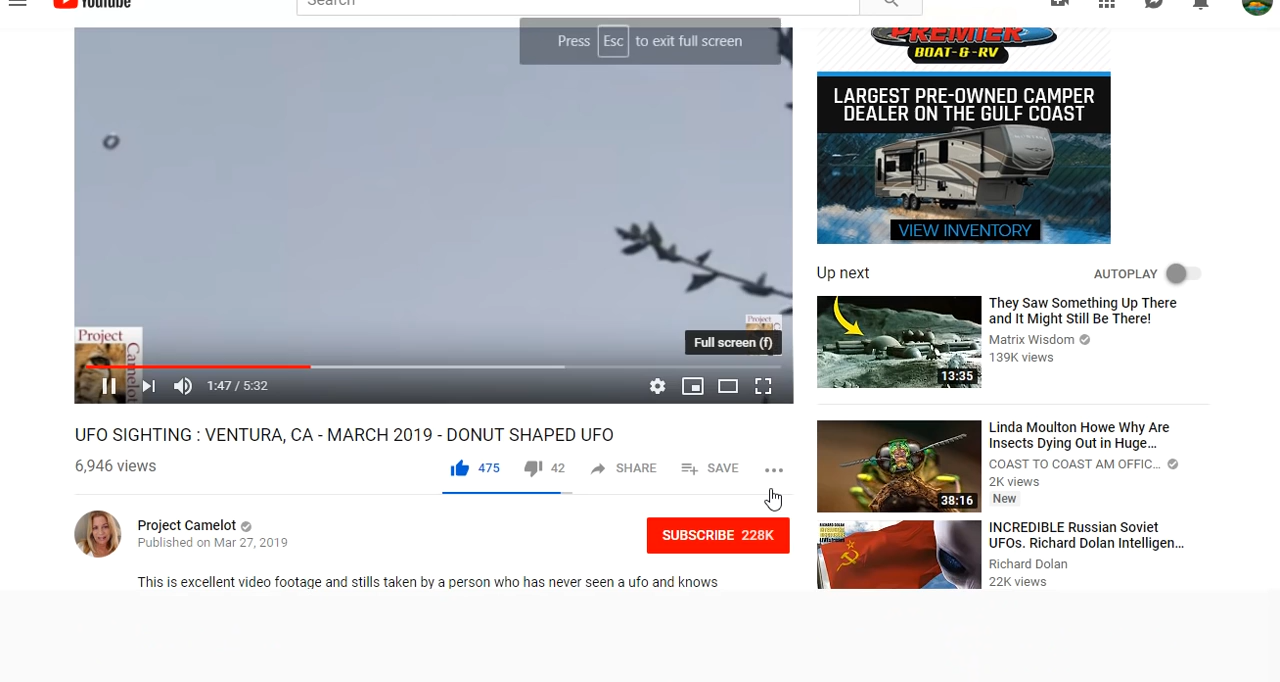 YouTube
Search
Press Esc to exit full screen
PREMIER
BOAT-&-RV
LARGEST PRE-OWNED CAMPER
DEALER ON THE GULF COAST
VIEW INVENTORY
Up next
AUTOPLAY
They Saw Something Up There
and It Might Still Be There!
Matrix Wisdom
139K views
13:35
Project
Camelot
Project
Full screen (f)
1:47 / 5:32
UFO SIGHTING : VENTURA, CA - MARCH 2019 - DONUT SHAPED UFO
6,946 views
475
42
SHARE
SAVE
Linda Moulton Howe Why Are
Insects Dying Out in Huge...
COAST TO COAST AM OFFIC...
2K views
New
38:16
Project Camelot
Published on Mar 27, 2019
SUBSCRIBE 228K
INCREDIBLE Russian Soviet
UFOs. Richard Dolan Intelligen...
Richard Dolan
22K views
This is excellent video footage and stills taken by a person who has never seen a ufo and knows